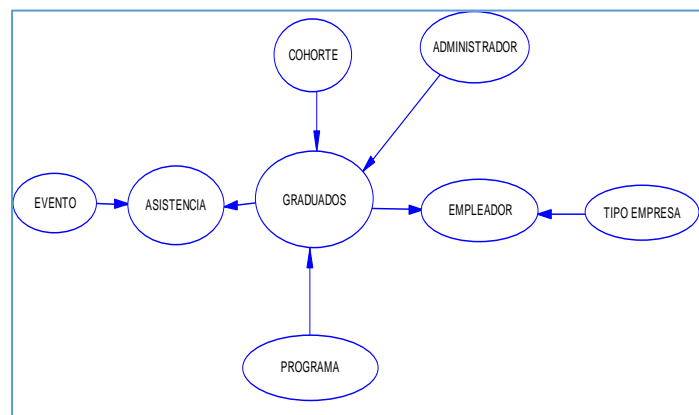 COHORTE
ADMINISTRADOR
EVENTO
ASISTENCIA
GRADUADOS
EMPLEADOR
TIPO EMPRESA
PROGRAMA